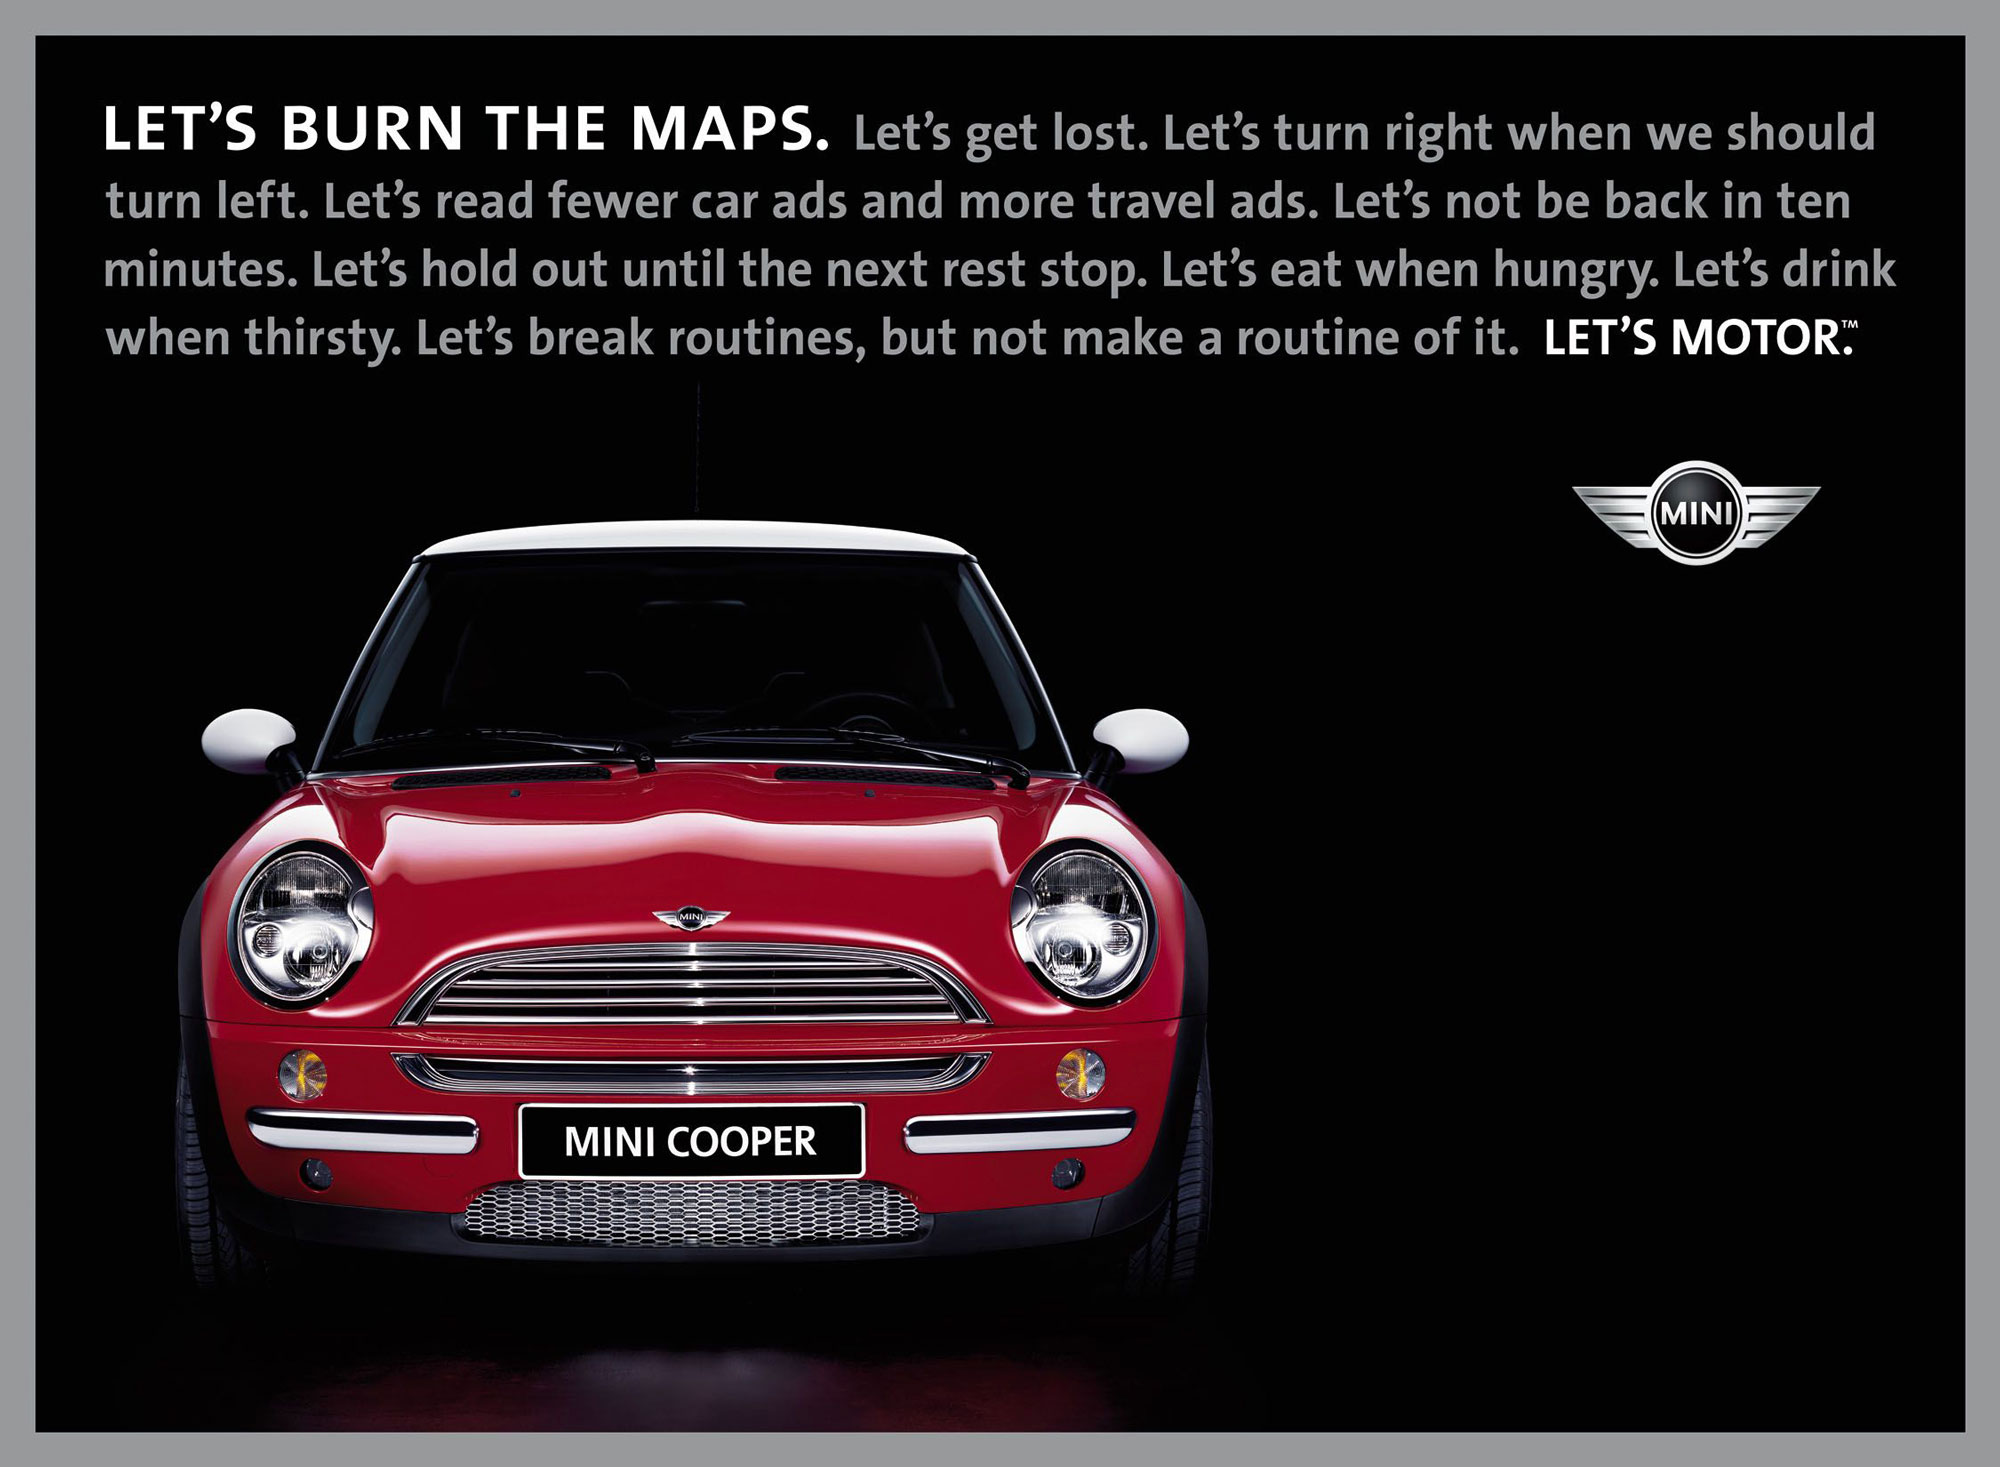 LET’S BURN THE MAPS. Let’s get lost. Let’s turn right when we should
turn left. Let’s read fewer car ads and more travel ads. Let’s not be back in ten
minutes. Let’s hold out until the next rest stop. Let’s eat when hungry. Let’s drink
when thirsty. Let’s break routines, but not make a routine of it. LET’S MOTOR.™
MINI
MINI
MINI COOPER